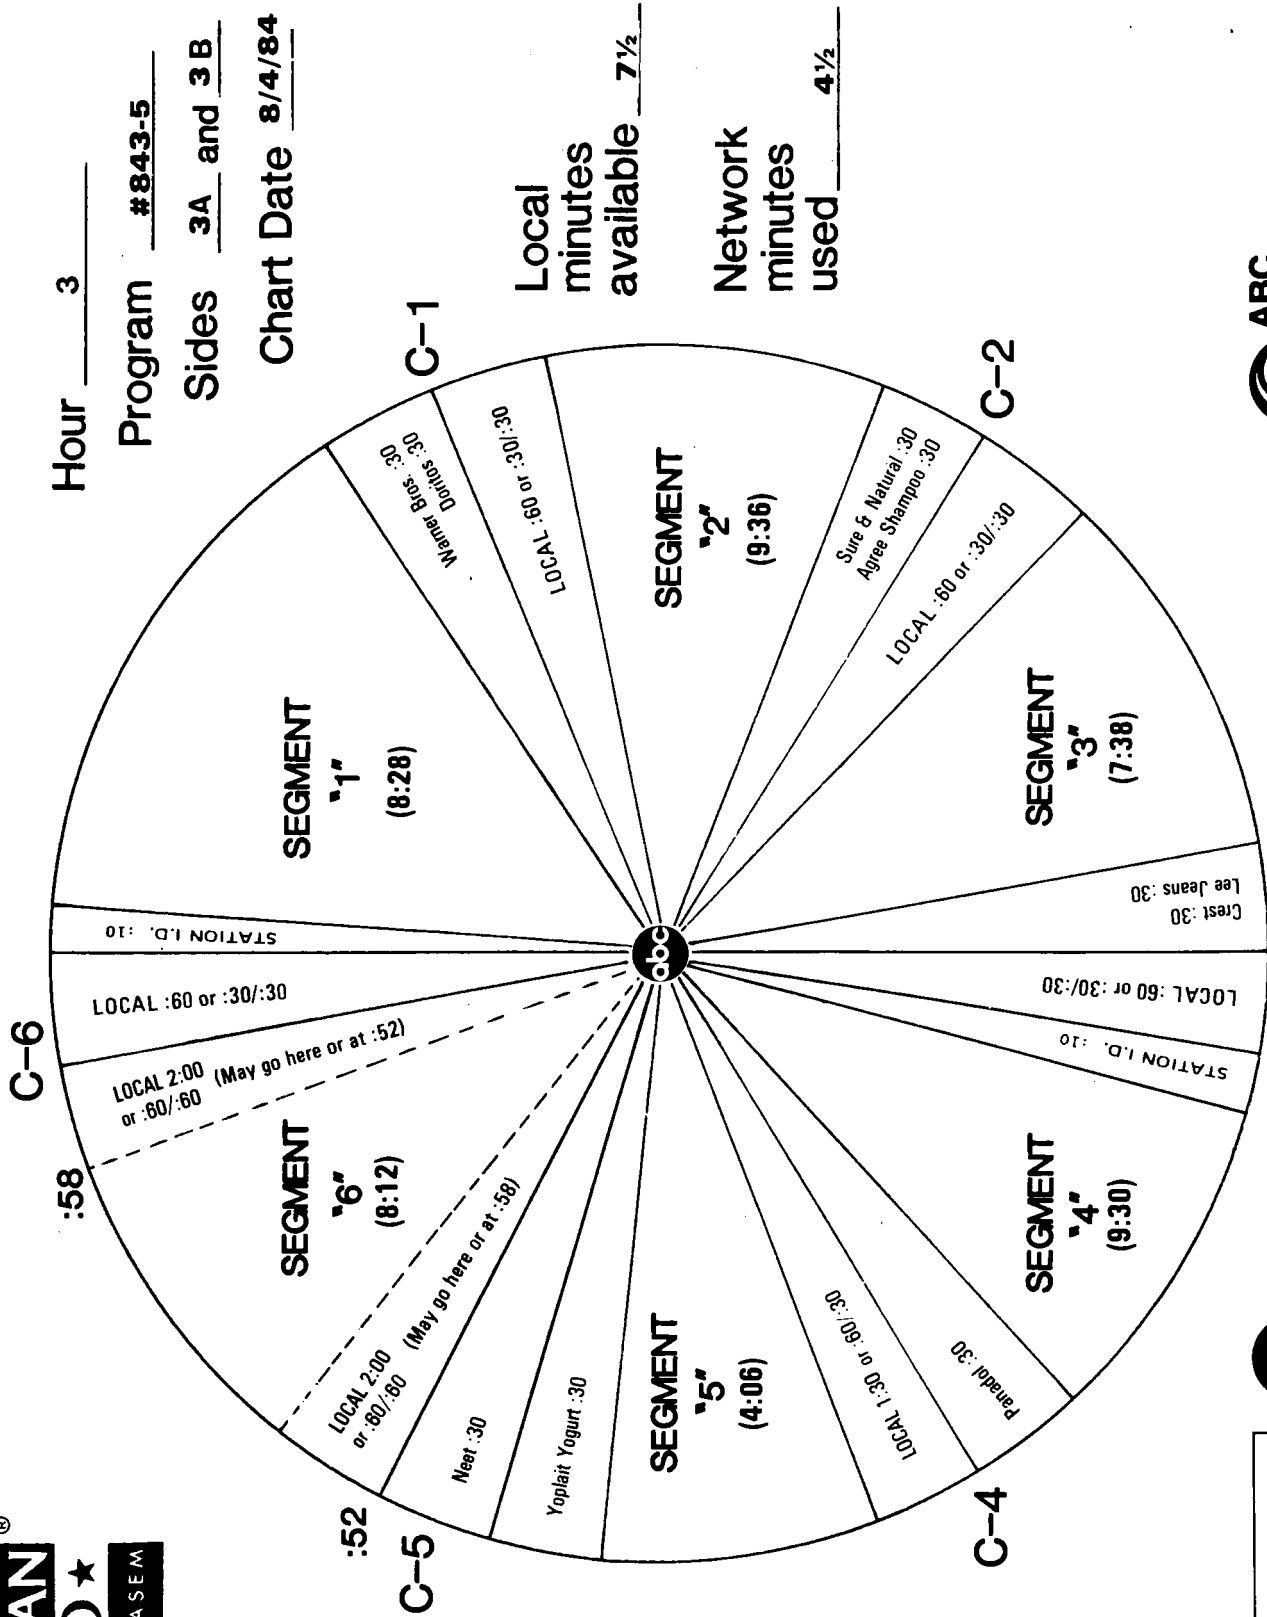 Hour 3
Program #843-5
Sides 3A and 3B
Chart Date 8/4/84
Local
minutes
available 7½
Network
minutes
used 4½
C-1
C-2
C-4
C-5
:52
:58
C-6
STATION I.D. :10
SEGMENT
"1"
(8:28)
Warner Bros. :30
Doritos :30
LOCAL :60 or :30/:30
SEGMENT
"2"
(9:36)
Sure & Natural :30
Agree Shampoo :30
LOCAL :60 or :30/:30
SEGMENT
"3"
(7:38)
Crest :30
Lee Jeans :30
LOCAL :60 or :30/:30
STATION I.D. :10
SEGMENT
"4"
(9:30)
Panadol :30
LOCAL 1:30 or :60/:30
SEGMENT
"5"
(4:06)
Yoplait Yogurt :30
Neet :30
LOCAL 2:00
or :60/:60 (May go here or at :58)
SEGMENT
"6"
(8:12)
LOCAL 2:00
or :60/:60 (May go here or at :52)
LOCAL :60 or :30/:30
abc
ABC
AN ®
ASEM